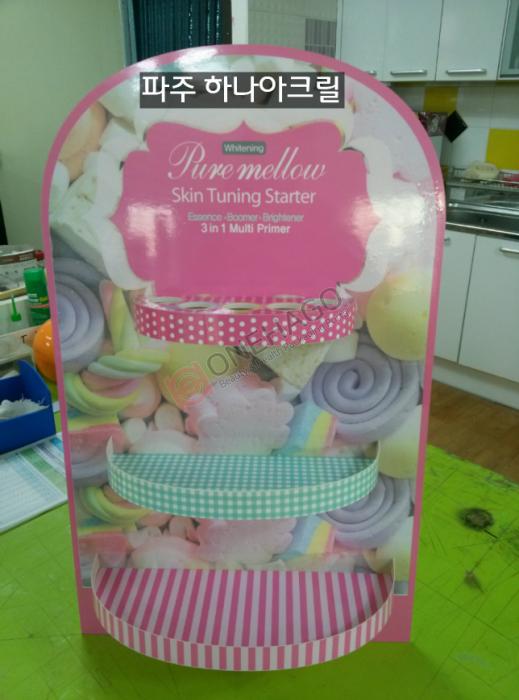 파주 하나아크릴
Whitening
Pure mellow
Skin Tuning Starter
Essence · Boomer · Brightener
3 in 1 Multi Primer
ONEHAGO